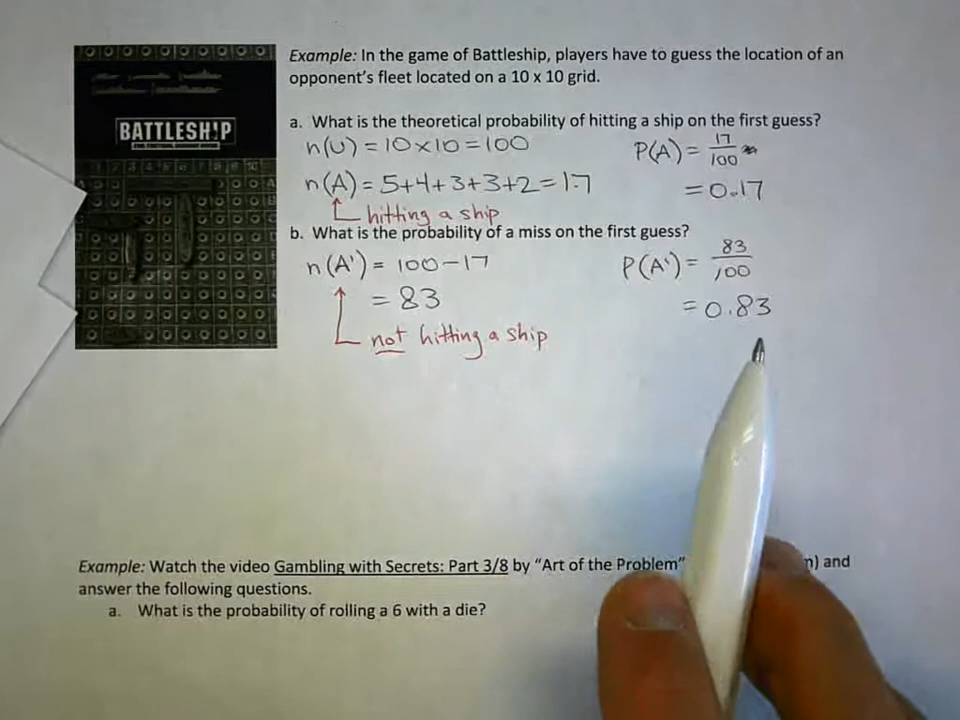 BATTLESHIP
Example: In the game of Battleship, players have to guess the location of an
opponent's fleet located on a 10 x 10 grid.
a. What is the theoretical probability of hitting a ship on the first guess?
n(U) = 10 × 10 = 100
P(A) = 17/100
n(A) = 5+4+3+3+2 = 17
= 0.17
hitting a ship
b. What is the probability of a miss on the first guess?
n(A') = 100 - 17
P(A') = 83/100
= 83
= 0.83
not hitting a ship
Example: Watch the video Gambling with Secrets: Part 3/8 by "Art of the Problem" and
answer the following questions.
a. What is the probability of rolling a 6 with a die?